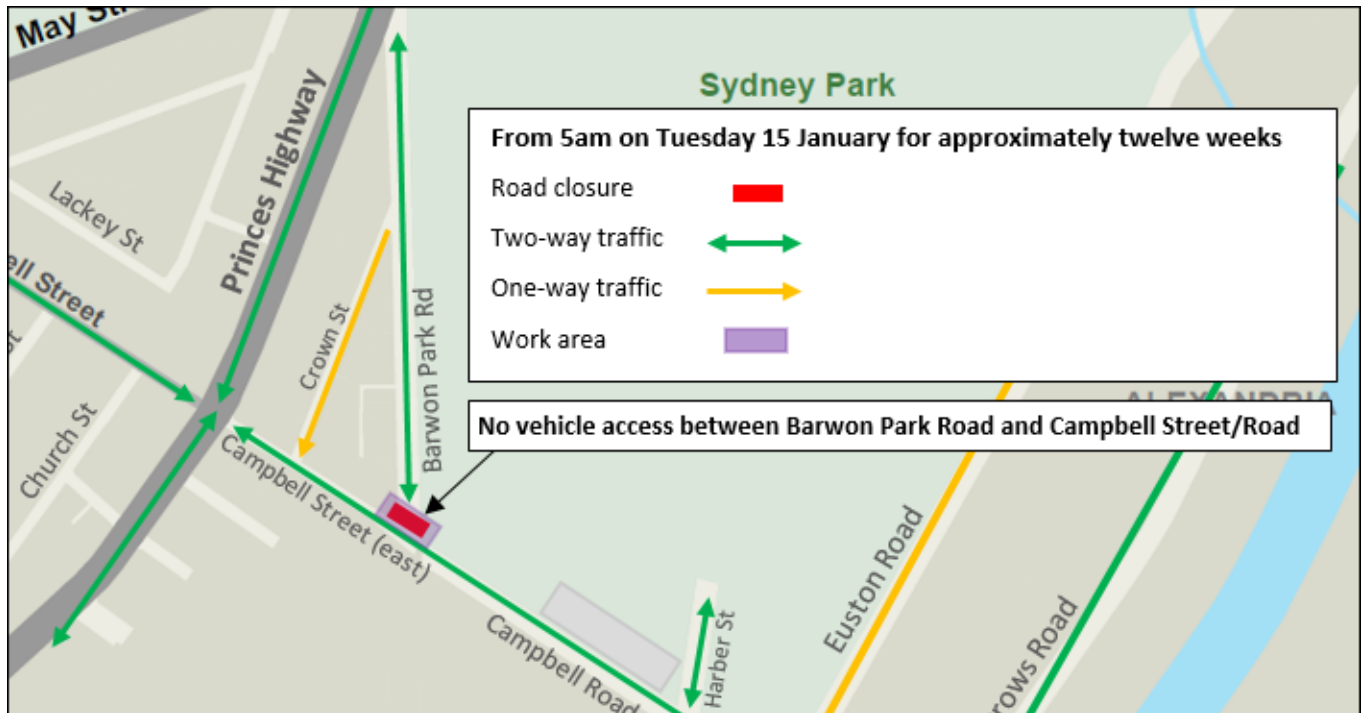 May St
Sydney Park
From 5am on Tuesday 15 January for approximately twelve weeks
Road closure
Two-way traffic
One-way traffic
Work area
No vehicle access between Barwon Park Road and Campbell Street/Road
Princes Highway
Lackey St
ell Street
St
Church St
Crown St
Barwon Park Rd
Campbell Street (east)
Campbell Road
Harber St
Euston Road
rows Road
ALEXANDRIA